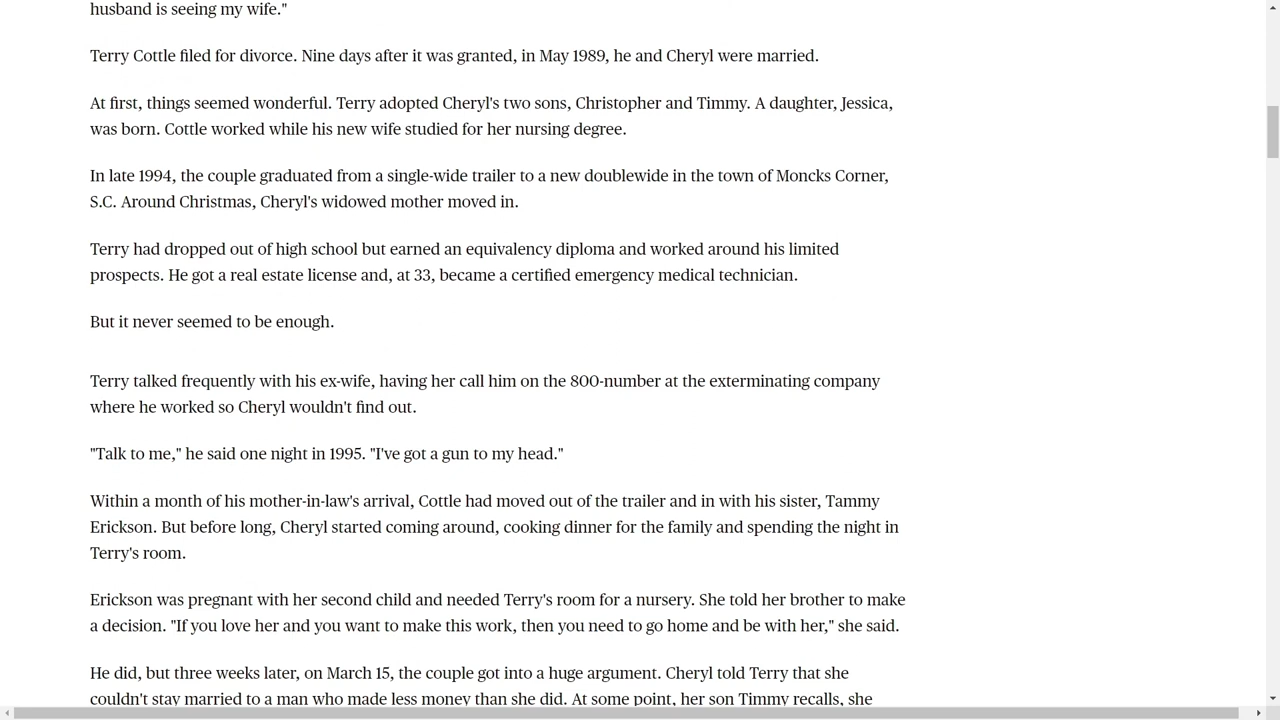 husband is seeing my wife."
Terry Cottle filed for divorce. Nine days after it was granted, in May 1989, he and Cheryl were married.
At first, things seemed wonderful. Terry adopted Cheryl's two sons, Christopher and Timmy. A daughter, Jessica,
was born. Cottle worked while his new wife studied for her nursing degree.
In late 1994, the couple graduated from a single-wide trailer to a new doublewide in the town of Moncks Corner,
S.C. Around Christmas, Cheryl's widowed mother moved in.
Terry had dropped out of high school but earned an equivalency diploma and worked around his limited
prospects. He got a real estate license and, at 33, became a certified emergency medical technician.
But it never seemed to be enough.
Terry talked frequently with his ex-wife, having her call him on the 800-number at the exterminating company
where he worked so Cheryl wouldn't find out.
"Talk to me," he said one night in 1995. "I've got a gun to my head."
Within a month of his mother-in-law's arrival, Cottle had moved out of the trailer and in with his sister, Tammy
Erickson. But before long, Cheryl started coming around, cooking dinner for the family and spending the night in
Terry's room.
Erickson was pregnant with her second child and needed Terry's room for a nursery. She told her brother to make
a decision. "If you love her and you want to make this work, then you need to go home and be with her," she said.
He did, but three weeks later, on March 15, the couple got into a huge argument. Cheryl told Terry that she
couldn't stay married to a man who made less money than she did. At some point, her son Timmy recalls, she